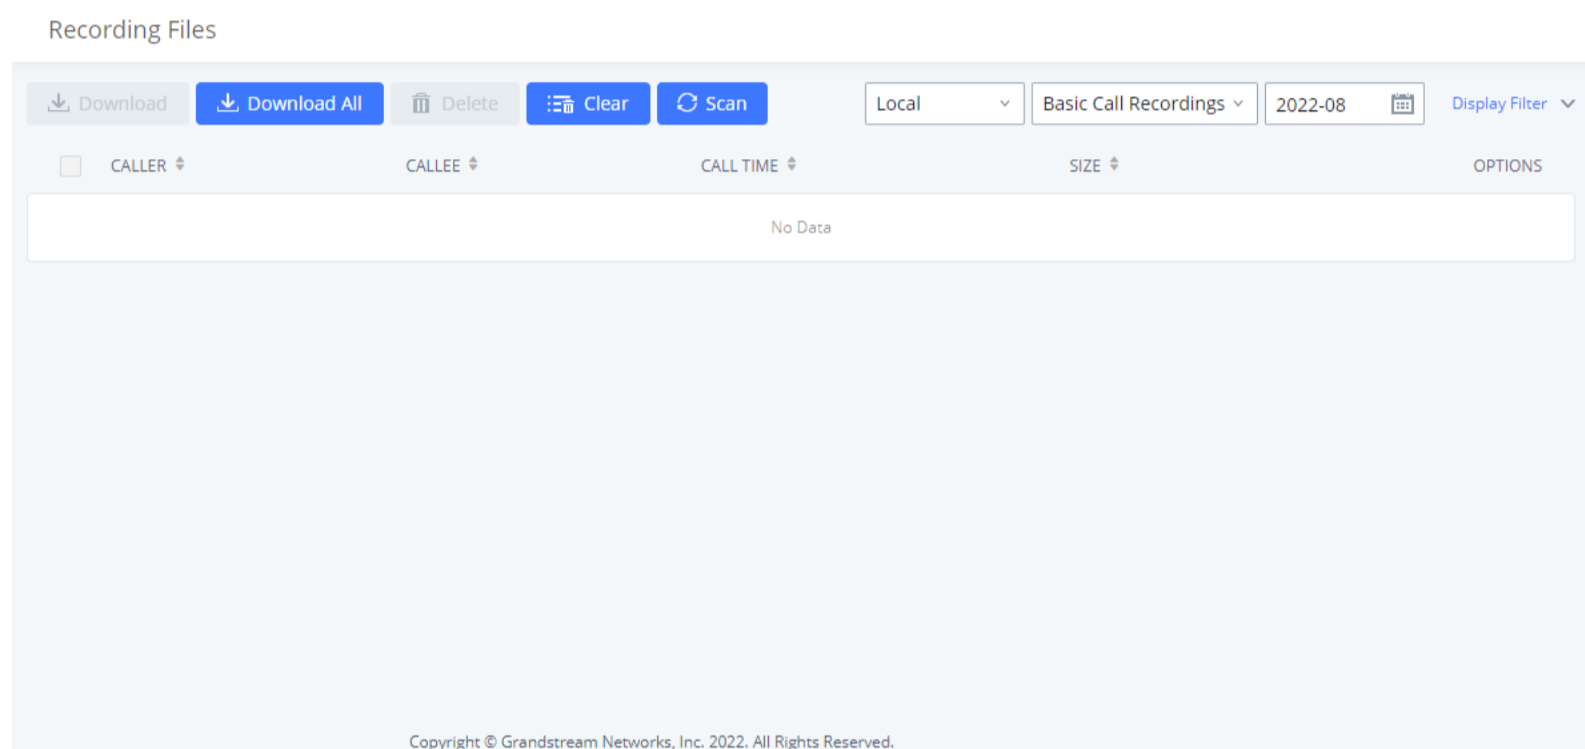 Recording Files
Download Download All Delete Clear Scan Local Basic Call Recordings 2022-08 Display Filter
CALLER CALLEE CALL TIME SIZE OPTIONS
No Data
Copyright © Grandstream Networks, Inc. 2022. All Rights Reserved.